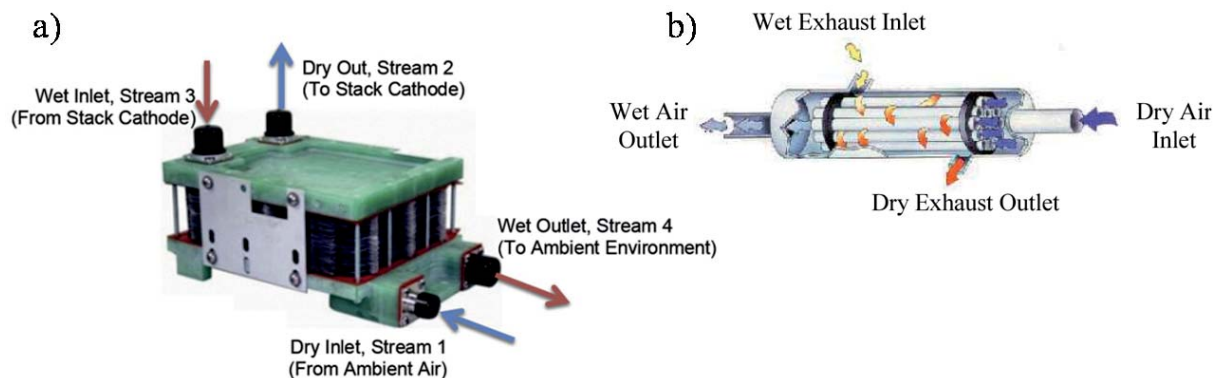 a)
Wet Inlet, Stream 3
(From Stack Cathode)
Dry Out, Stream 2
(To Stack Cathode)
Wet Outlet, Stream 4
(To Ambient Environment)
Dry Inlet, Stream 1
(From Ambient Air)
b)
Wet Exhaust Inlet
Wet Air
Outlet
Dry Air
Inlet
Dry Exhaust Outlet